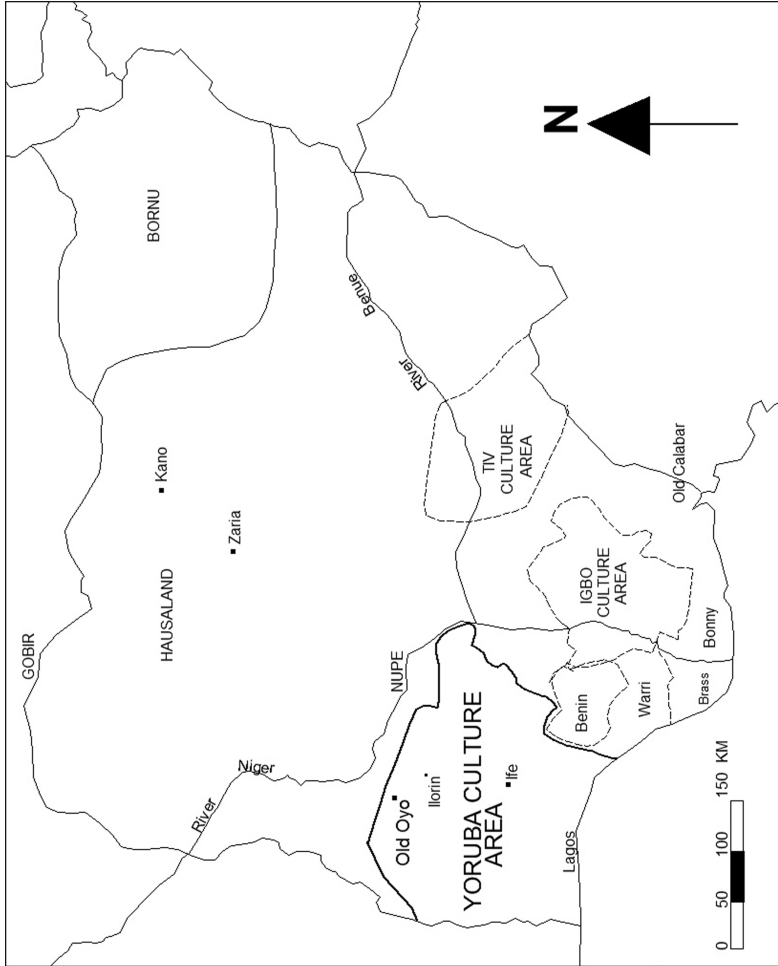 N
GOBIR
BORNU
HAUSALAND
Kano
Zaria
River
Niger
NUPE
River
Benue
Old Oyo
Ilorin
YORUBA CULTURE
AREA
Ife
Lagos
Benin
Warri
Brass
Bonny
TIV
CULTURE
AREA
IGBO
CULTURE
AREA
Old Calabar
0
50
100
150
KM